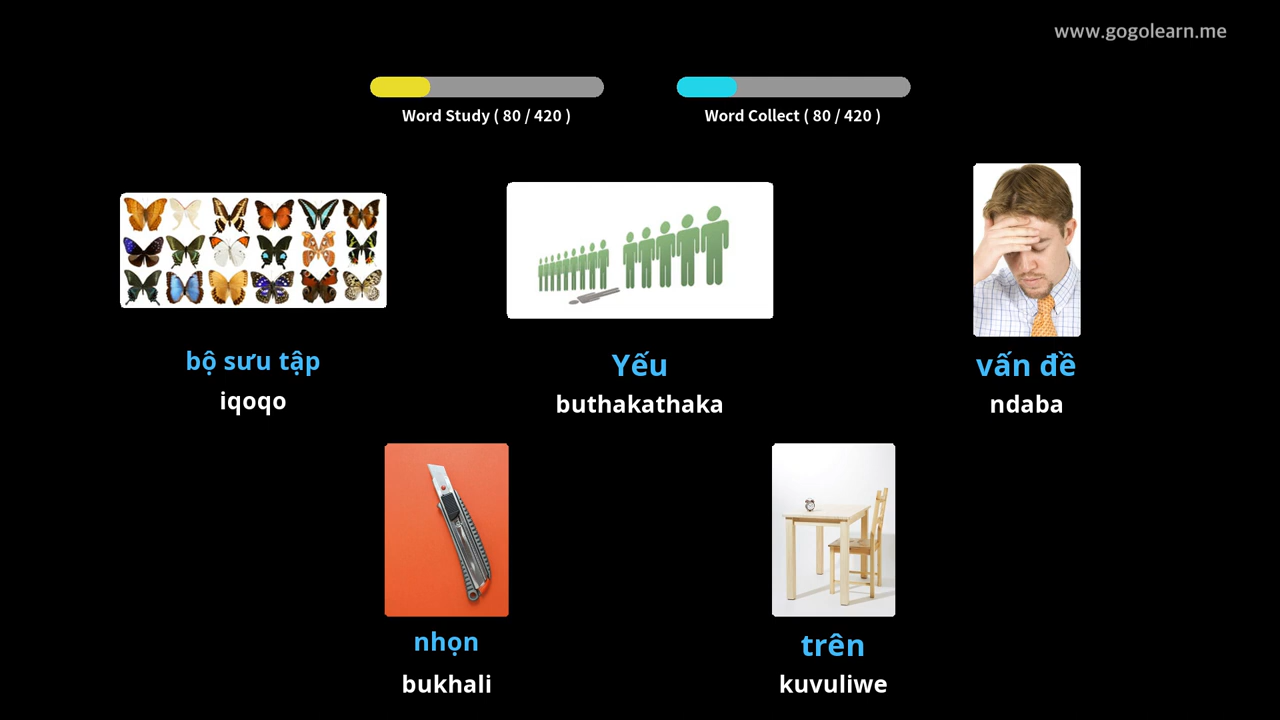 www.gogolearn.me
Word Study ( 80 / 420 )
Word Collect ( 80 / 420 )
bộ sưu tập
iqoqo
Yếu
buthakathaka
vấn đề
ndaba
nhọn
bukhali
trên
kuvuliwe